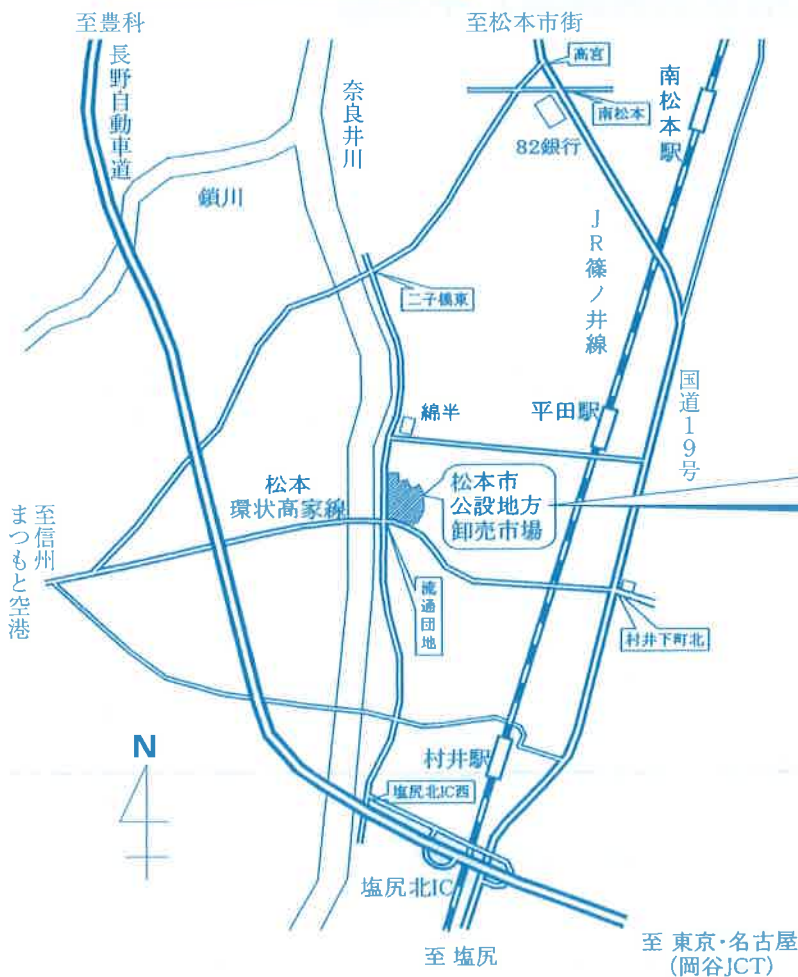 至豊科
至松本市街
長野自動車道
奈良井川
高宮
南松本駅
南松本
82銀行
鎖川
JR篠ノ井線
二子橋東
国道19号
綿半
平田駅
松本
環状高家線
松本市
公設地方
卸売市場
至信州
まつもと空港
流通団地
村井下町北
N
村井駅
塩尻北IC西
塩尻北IC
至 塩尻
至 東京・名古屋
(岡谷JCT)